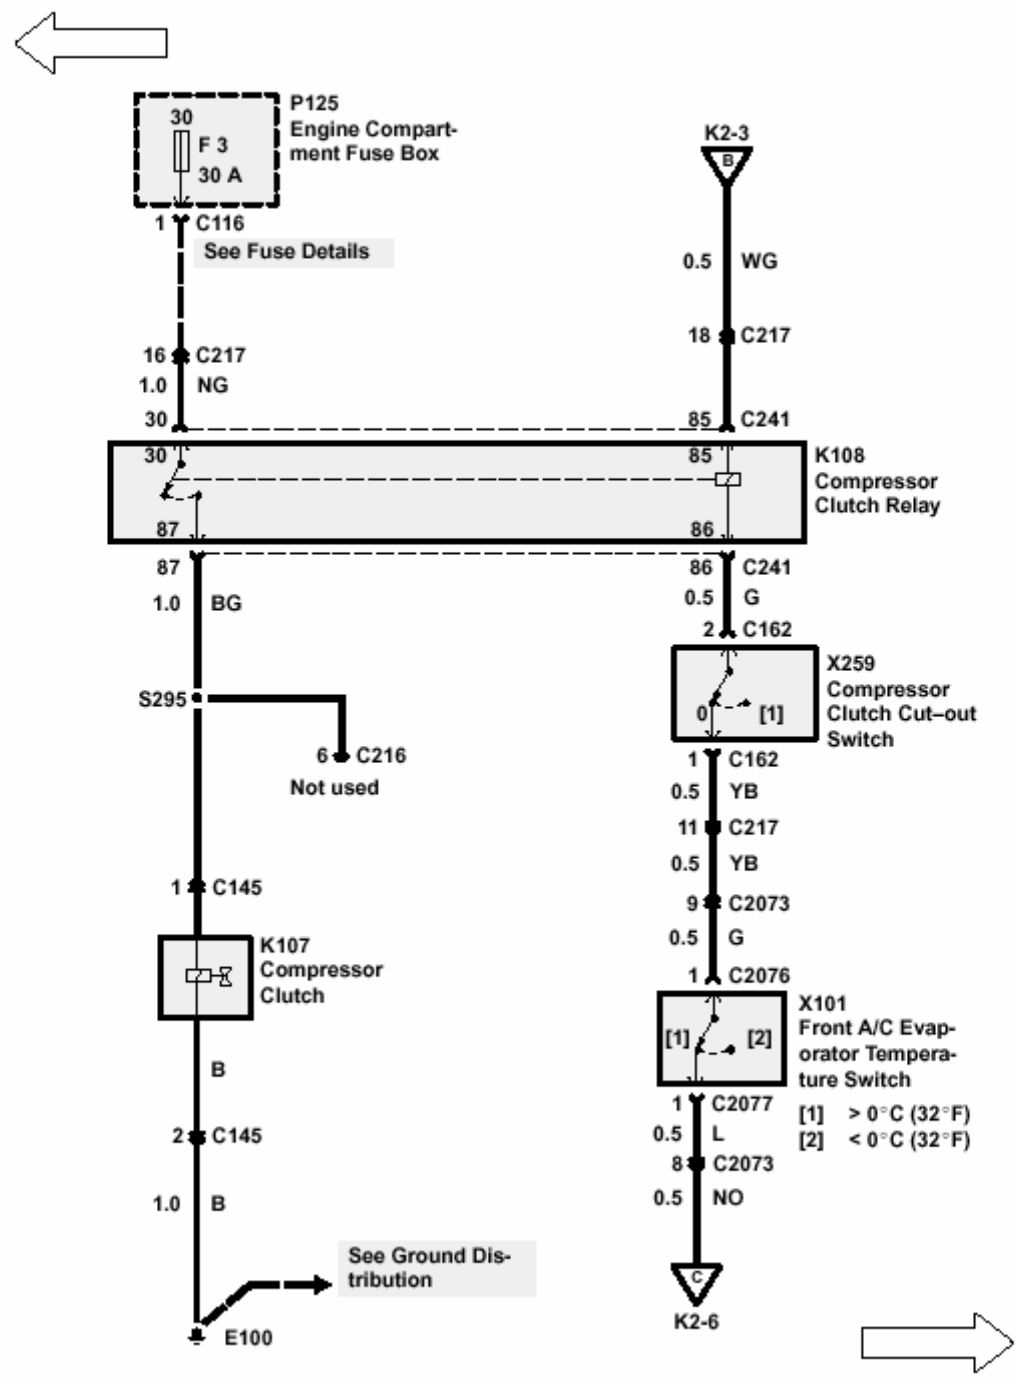 P125
Engine Compart-
ment Fuse Box
30
F 3
30 A
1 C116
See Fuse Details
K2-3
B
0.5 WG
18 C217
16 C217
1.0 NG
30
85 C241
30
85
87
86
K108
Compressor
Clutch Relay
87
86 C241
1.0 BG
0.5 G
2 C162
S295
6 C216
Not used
0 [1]
X259
Compressor
Clutch Cut–out
Switch
1 C162
0.5 YB
11 C217
0.5 YB
9 C2073
0.5 G
1 C2076
1 C145
K107
Compressor
Clutch
[1] [2]
X101
Front A/C Evap-
orator Tempera-
ture Switch
[1] > 0°C (32°F)
[2] < 0°C (32°F)
B
2 C145
1.0 B
1 C2077
0.5 L
8 C2073
0.5 NO
C
K2-6
See Ground Dis-
tribution
E100